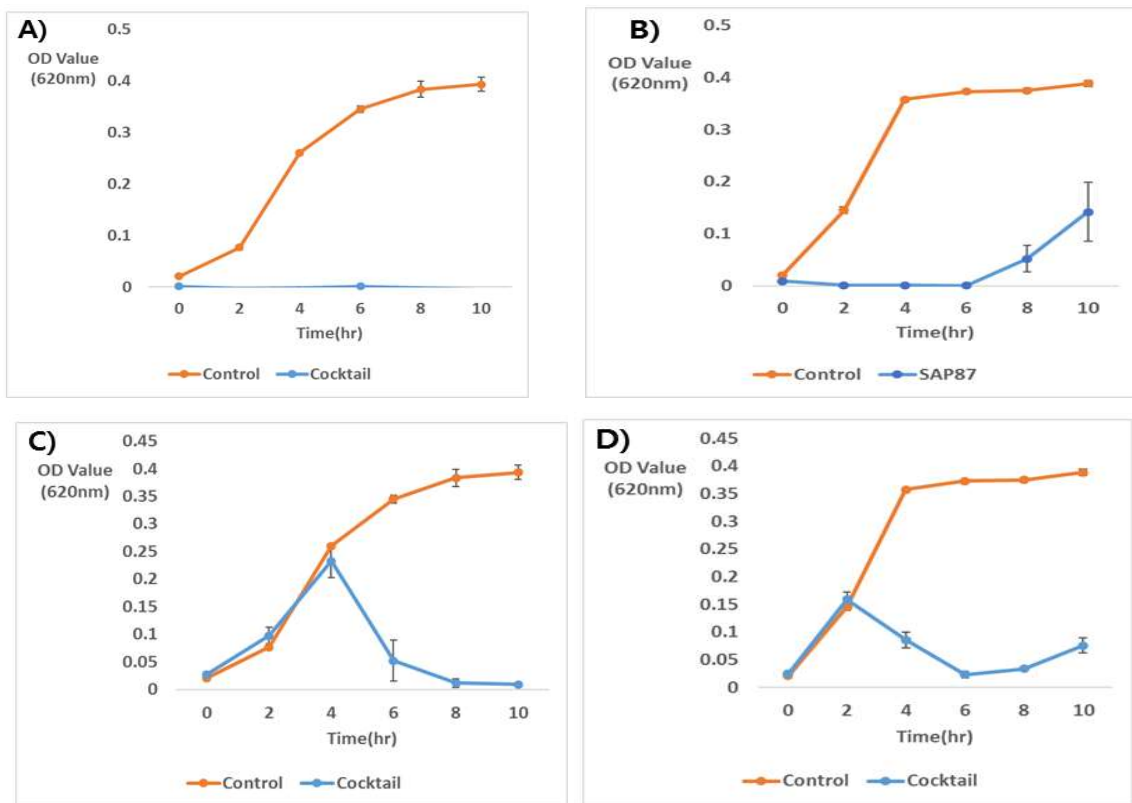 A)
OD Value
(620nm)
0.5
0.4
0.3
0.2
0.1
0
0 2 4 6 8 10
Time(hr)
Control Cocktail
B)
OD Value
(620nm)
0.5
0.4
0.3
0.2
0.1
0
0 2 4 6 8 10
Time(hr)
Control SAP87
C)
OD Value
(620nm)
0.45
0.4
0.35
0.3
0.25
0.2
0.15
0.1
0.05
0
0 2 4 6 8 10
Time(hr)
Control Cocktail
D)
OD Value
(620nm)
0.45
0.4
0.35
0.3
0.25
0.2
0.15
0.1
0.05
0
0 2 4 6 8 10
Time(hr)
Control Cocktail